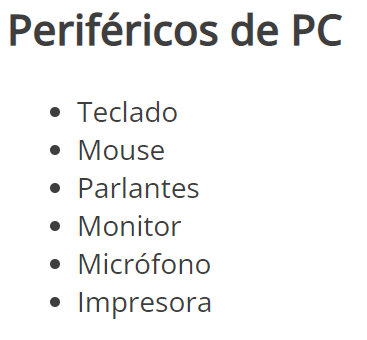 Periféricos de PC
• Teclado
• Mouse
• Parlantes
• Monitor
• Micrófono
• Impresora